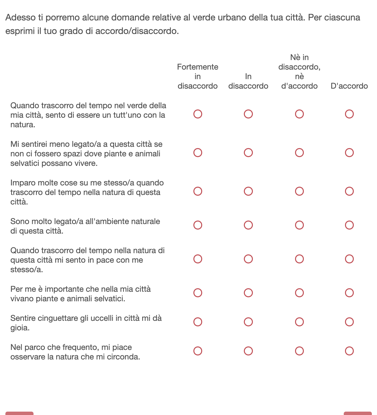 Adesso ti porremo alcune domande relative al verde urbano della tua città. Per ciascuna
esprimi il tuo grado di accordo/disaccordo.
Fortemente
in
disaccordo
In
disaccordo
Nè in
disaccordo,
nè
d'accordo
D'accordo
Quando trascorro del tempo nel verde della
mia città, sento di essere un tutt'uno con la
natura.
Mi sentirei meno legato/a a questa città se
non ci fossero spazi dove piante e animali
selvatici possano vivere.
Imparo molte cose su me stesso/a quando
trascorro del tempo nella natura di questa
città.
Sono molto legato/a all'ambiente naturale
di questa città.
Quando trascorro del tempo nella natura di
questa città mi sento in pace con me
stesso/a.
Per me è importante che nella mia città
vivano piante e animali selvatici.
Sentire cinguettare gli uccelli in città mi dà
gioia.
Nel parco che frequento, mi piace
osservare la natura che mi circonda.